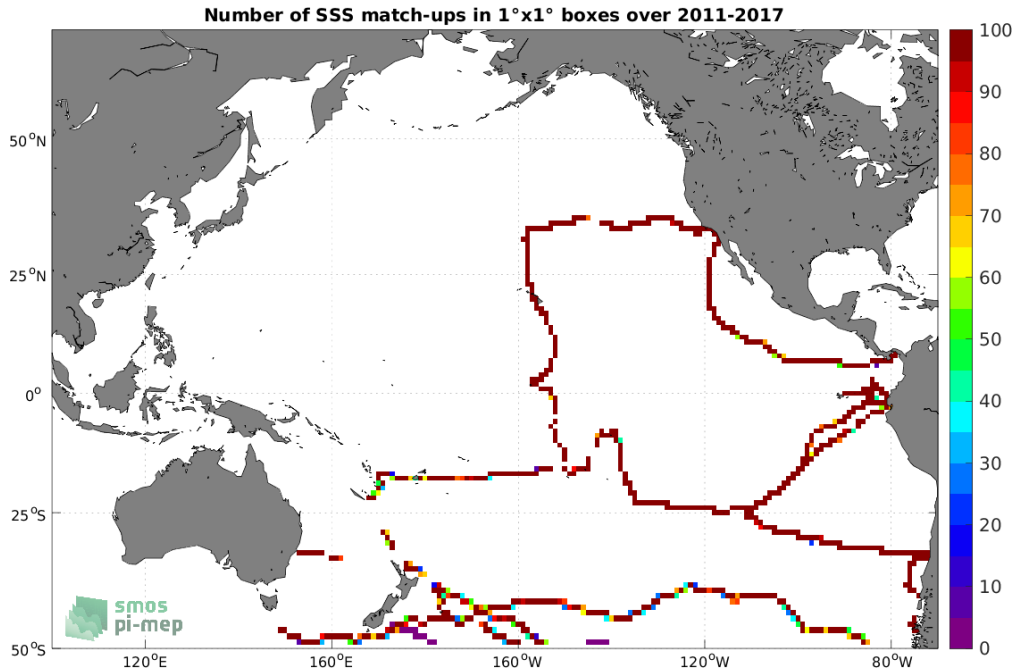 Number of SSS match-ups in 1°x1° boxes over 2011-2017
50°N
25°N
0°
25°S
50°S
120°E
160°E
160°W
120°W
80°W
100
90
80
70
60
50
40
30
20
10
0
smos
pi-mep